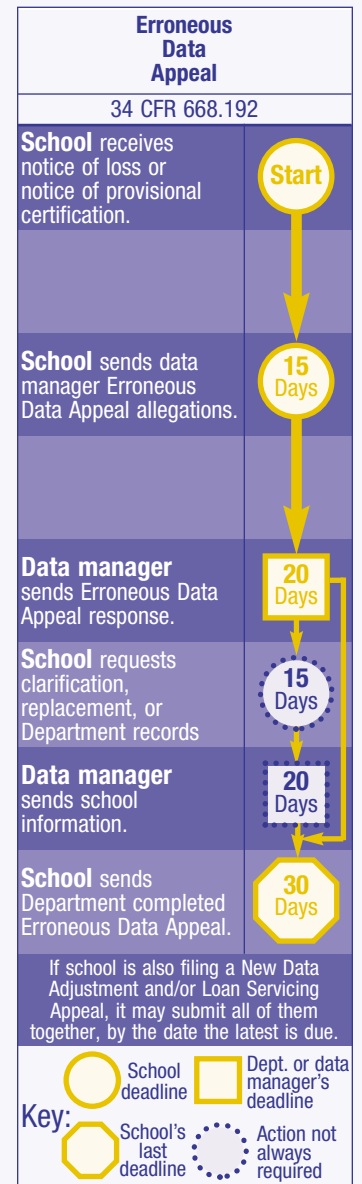 Erroneous
Data
Appeal
34 CFR 668.192
School receives
notice of loss or
notice of provisional
certification.
Start
School sends data
manager Erroneous
Data Appeal allegations.
15
Days
Data manager
sends Erroneous Data
Appeal response.
20
Days
School requests
clarification,
replacement, or
Department records
15
Days
Data manager
sends school
information.
20
Days
School sends
Department completed
Erroneous Data Appeal.
30
Days
If school is also filing a New Data
Adjustment and/or Loan Servicing
Appeal, it may submit all of them
together, by the date the latest is due.
Key:
School
deadline
Dept. or data
manager's
deadline
School's
last
deadline
Action not
always
required